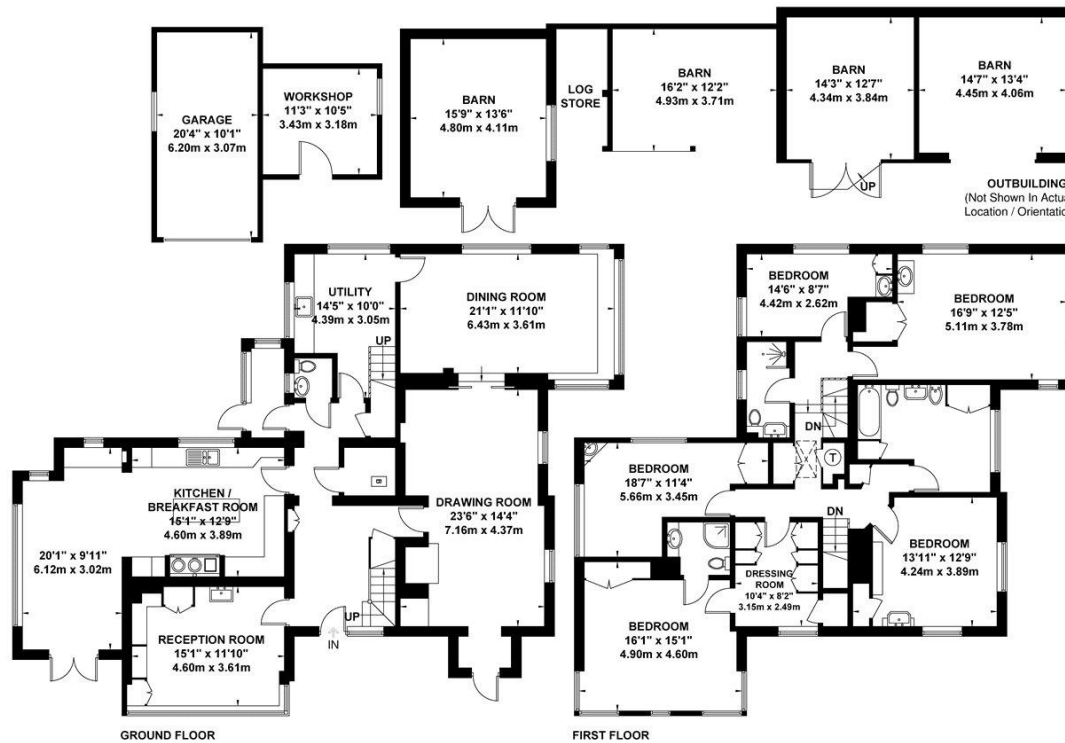 GARAGE
20'4" x 10'1"
6.20m x 3.07m
WORKSHOP
11'3" x 10'5"
3.43m x 3.18m
BARN
15'9" x 13'6"
4.80m x 4.11m
LOG
STORE
BARN
16'2" x 12'2"
4.93m x 3.71m
BARN
14'3" x 12'7"
4.34m x 3.84m
UP
BARN
14'7" x 13'4"
4.45m x 4.06m
OUTBUILDING
(Not Shown In Actua
Location / Orientatio
UTILITY
14'5" x 10'0"
4.39m x 3.05m
UP
DINING ROOM
21'1" x 11'10"
6.43m x 3.61m
KITCHEN /
BREAKFAST ROOM
15'1" x 12'9"
4.60m x 3.89m
20'1" x 9'11"
6.12m x 3.02m
DRAWING ROOM
23'6" x 14'4"
7.16m x 4.37m
RECEPTION ROOM
15'1" x 11'10"
4.60m x 3.61m
UP
IN
GROUND FLOOR
BEDROOM
14'6" x 8'7"
4.42m x 2.62m
BEDROOM
16'9" x 12'5"
5.11m x 3.78m
DN
T
BEDROOM
18'7" x 11'4"
5.66m x 3.45m
DN
BEDROOM
13'11" x 12'9"
4.24m x 3.89m
DRESSING
ROOM
10'4" x 8'2"
3.15m x 2.49m
BEDROOM
16'1" x 15'1"
4.90m x 4.60m
FIRST FLOOR